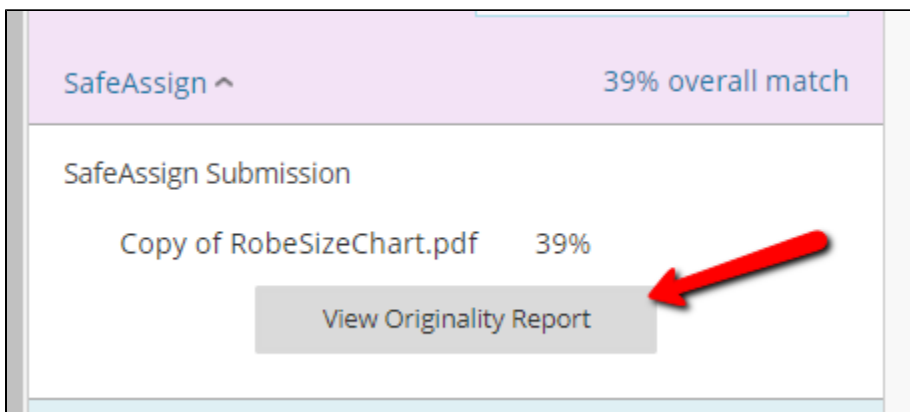 SafeAssign 39% overall match
SafeAssign Submission
Copy of RobeSizeChart.pdf 39%
View Originality Report